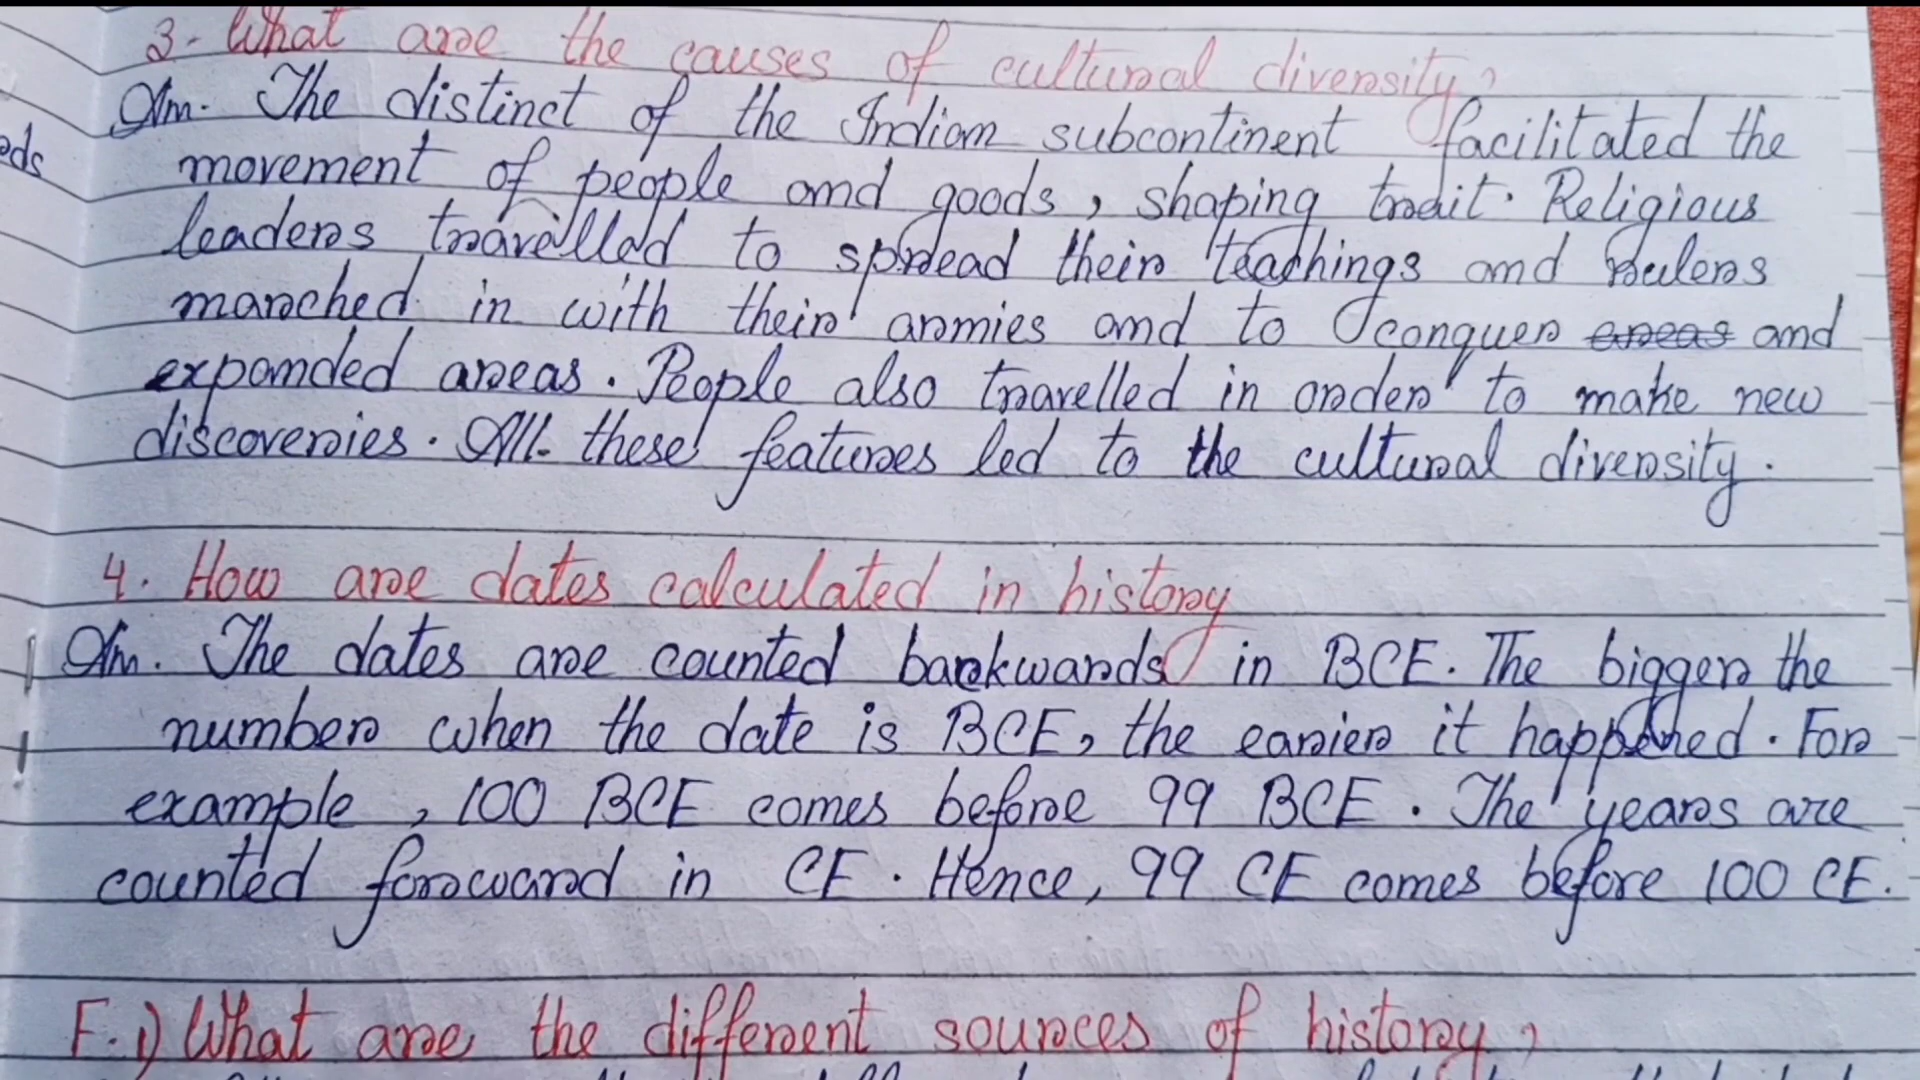 3- What are the causes of cultural diversity?
Ans. The distinct of the Indian subcontinent facilitated the
movement of people and goods, shaping trait. Religious
leaders travelled to spread their teachings and rulers
marched in with their armies and to conquer areas and
expanded areas. People also travelled in order to make new
discoveries. All these features led to the cultural diversity.
4. How are dates calculated in history
Ans. The dates are counted backwards in BCE. The bigger the
number when the date is BCE, the earier it happened. For
example, 100 BCE comes before 99 BCE. The years are
counted forward in CE. Hence, 99 CE comes before 100 CE.
F.i) What are the different sources of history?